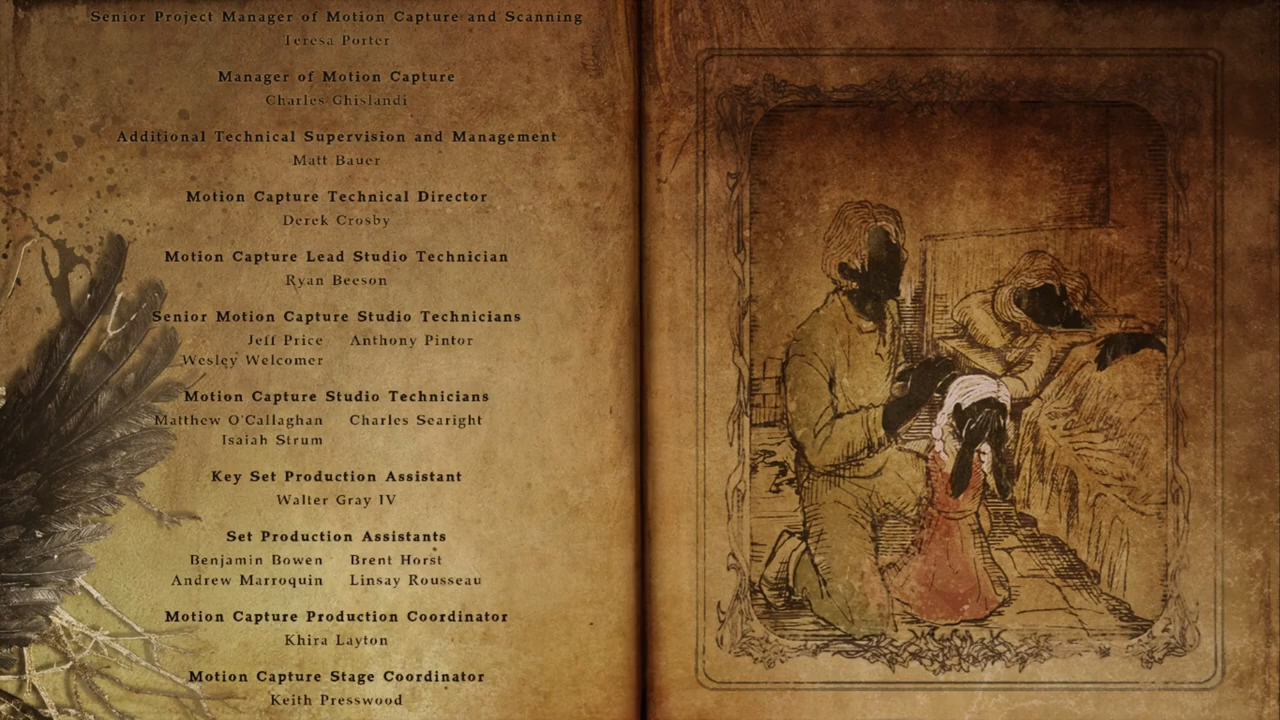 Senior Project Manager of Motion Capture and Scanning
Teresa Porter
Manager of Motion Capture
Charles Ghislandi
Additional Technical Supervision and Management
Matt Bauer
Motion Capture Technical Director
Derek Crosby
Motion Capture Lead Studio Technician
Ryan Beeson
Senior Motion Capture Studio Technicians
Jeff Price Anthony Pintor
Wesley Welcomer
Motion Capture Studio Technicians
Matthew O'Callaghan Charles Searight
Isaiah Strum
Key Set Production Assistant
Walter Gray IV
Set Production Assistants
Benjamin Bowen Brent Horst
Andrew Marroquin Linsay Rousseau
Motion Capture Production Coordinator
Khira Layton
Motion Capture Stage Coordinator
Keith Presswood